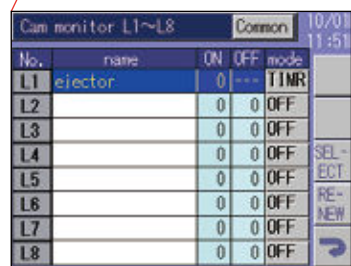 Cam monitor L1~L8 Common 10/01
11:51
No. name ON OFF mode
L1 ejector 0 --- TIMR
L2 0 0 OFF
L3 0 0 OFF
L4 0 0 OFF
L5 0 0 OFF
L6 0 0 OFF
L7 0 0 OFF
L8 0 0 OFF
SEL-
ECT
RE-
NEW